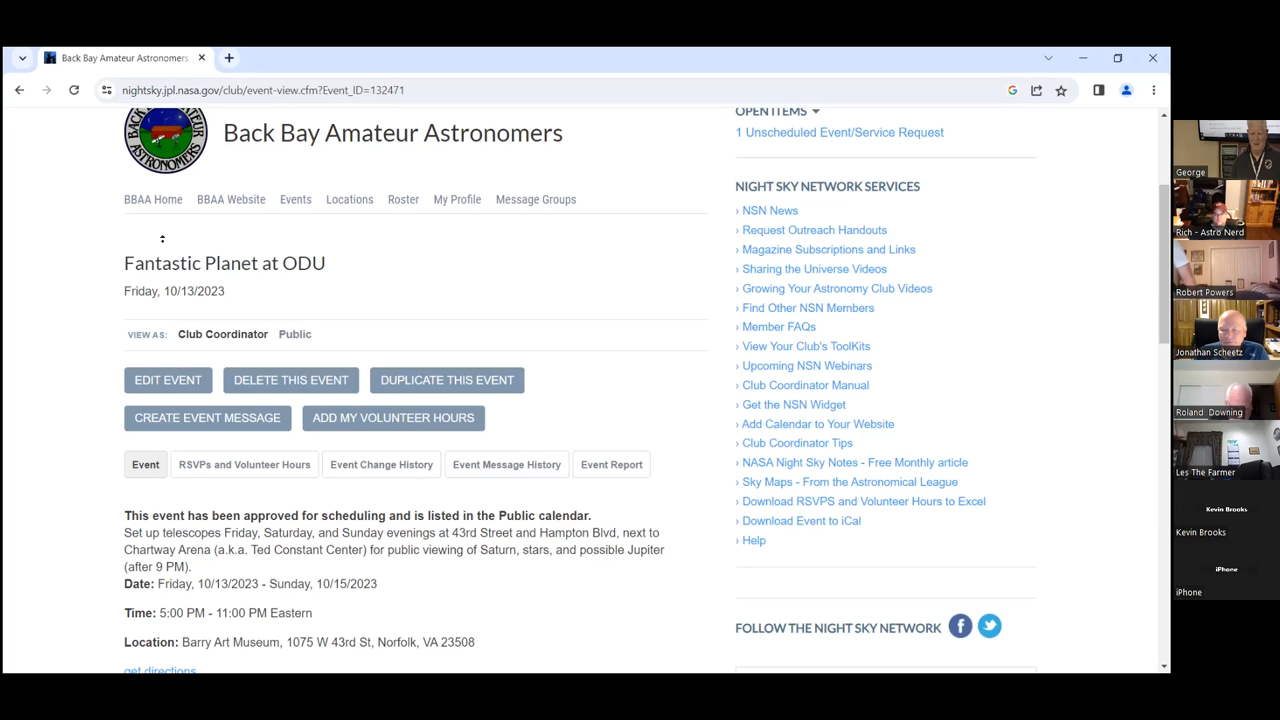 Back Bay Amateur Astronomers
nightsky.jpl.nasa.gov/club/event-view.cfm?Event_ID=132471
BACK BAY AMATEUR
ASTRONOMERS
Back Bay Amateur Astronomers
BBAA Home
BBAA Website
Events
Locations
Roster
My Profile
Message Groups
Fantastic Planet at ODU
Friday, 10/13/2023
VIEW AS: Club Coordinator Public
EDIT EVENT
DELETE THIS EVENT
DUPLICATE THIS EVENT
CREATE EVENT MESSAGE
ADD MY VOLUNTEER HOURS
Event
RSVPs and Volunteer Hours
Event Change History
Event Message History
Event Report
This event has been approved for scheduling and is listed in the Public calendar.
Set up telescopes Friday, Saturday, and Sunday evenings at 43rd Street and Hampton Blvd, next to
Chartway Arena (a.k.a. Ted Constant Center) for public viewing of Saturn, stars, and possible Jupiter
(after 9 PM).
Date: Friday, 10/13/2023 - Sunday, 10/15/2023
Time: 5:00 PM - 11:00 PM Eastern
Location: Barry Art Museum, 1075 W 43rd St, Norfolk, VA 23508
get directions
OPEN ITEMS
1 Unscheduled Event/Service Request
NIGHT SKY NETWORK SERVICES
› NSN News
› Request Outreach Handouts
› Magazine Subscriptions and Links
› Sharing the Universe Videos
› Growing Your Astronomy Club Videos
› Find Other NSN Members
› Member FAQs
› View Your Club's ToolKits
› Upcoming NSN Webinars
› Club Coordinator Manual
› Get the NSN Widget
› Add Calendar to Your Website
› Club Coordinator Tips
› NASA Night Sky Notes - Free Monthly article
› Sky Maps - From the Astronomical League
› Download RSVPS and Volunteer Hours to Excel
› Download Event to iCal
› Help
FOLLOW THE NIGHT SKY NETWORK
George
Rich - Astro Nerd
Robert Powers
Jonathan Scheetz
Roland Downing
Les The Farmer
Kevin Brooks
Kevin Brooks
iPhone
iPhone